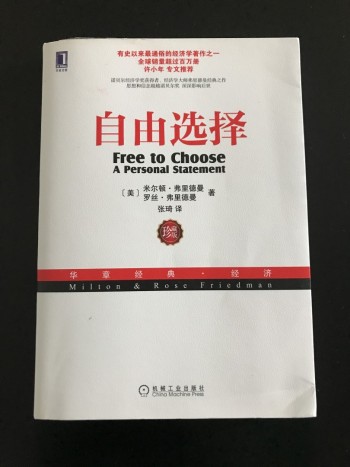 有史以来最通俗的经济学著作之一
全球销量超过百万册
许小年 专文推荐
自由选择
Free to Choose
A Personal Statement
[美] 米尔顿·弗里德曼
罗丝·弗里德曼 著
张琦 译
珍藏版
华章经典·经济
Milton & Rose Friedman
机械工业出版社
China Machine Press